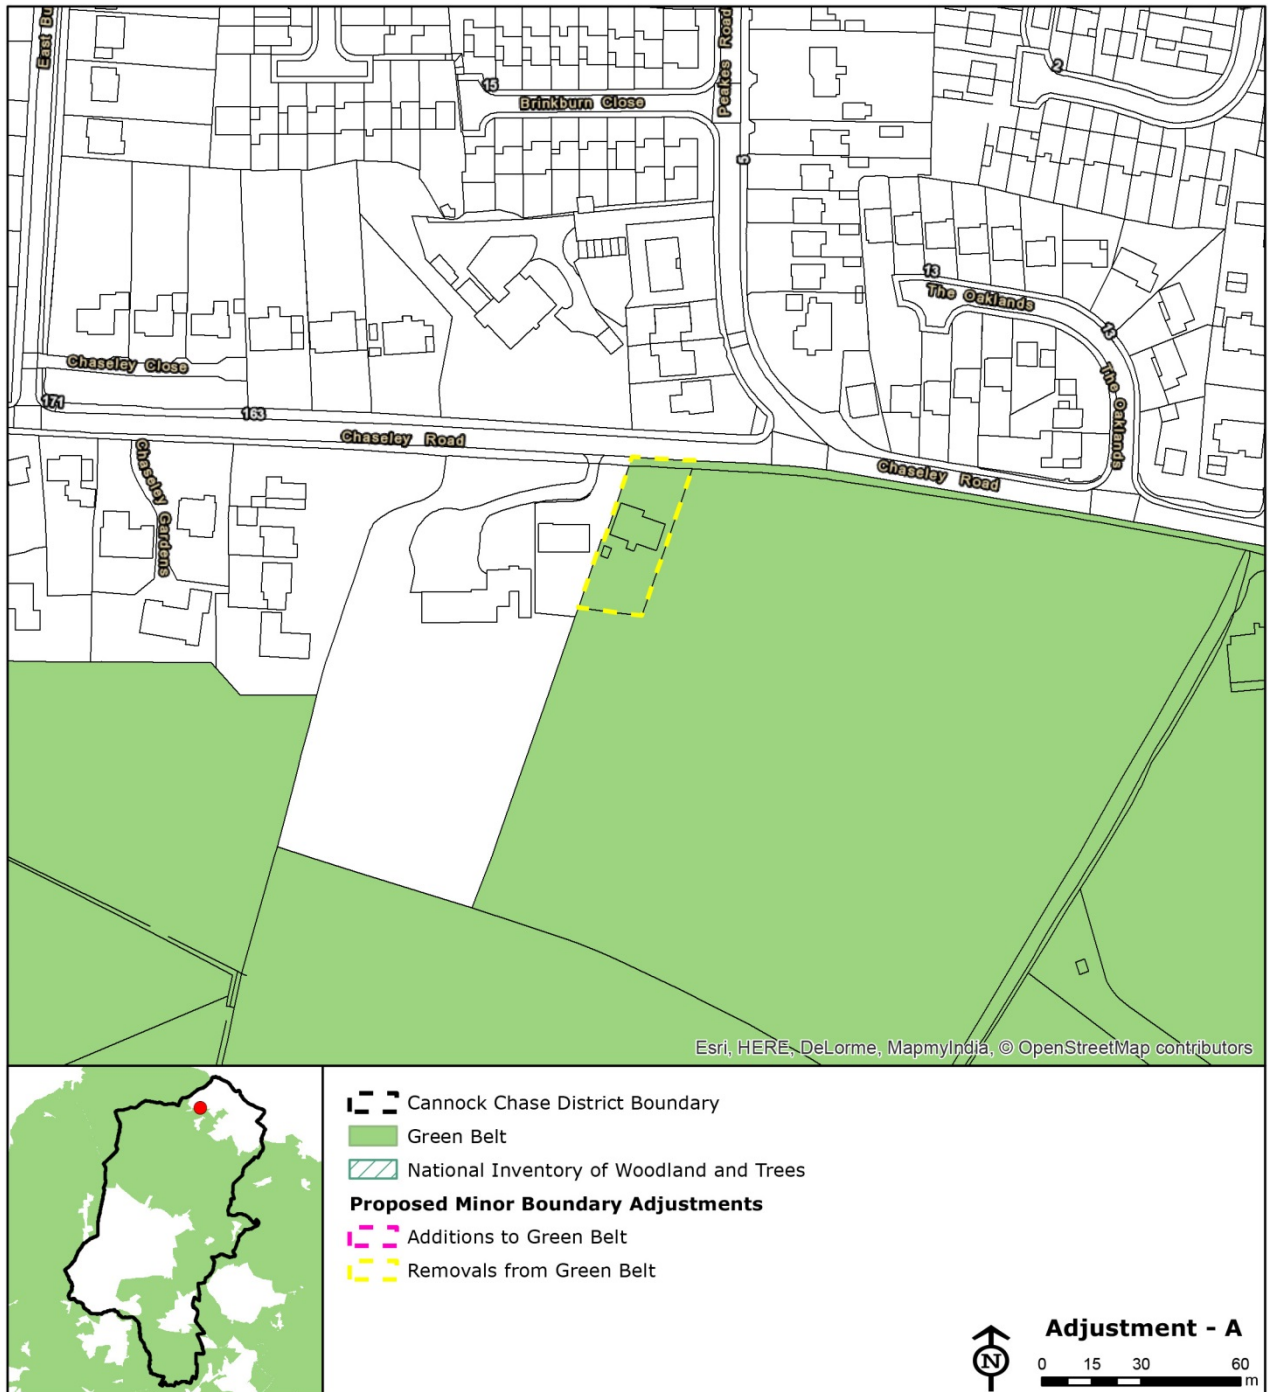 East Bu
15
Brinkburn Close
Peakes Road
2
5
13
The Oaklands
13
The Oaklands
Chaseley Close
171
163
Chaseley Road
Chaseley Gardens
Chaseley Road
Esri, HERE, DeLorme, MapmyIndia, © OpenStreetMap contributors
Cannock Chase District Boundary
Green Belt
National Inventory of Woodland and Trees
Proposed Minor Boundary Adjustments
Additions to Green Belt
Removals from Green Belt
Adjustment - A
N
0 15 30 60
m